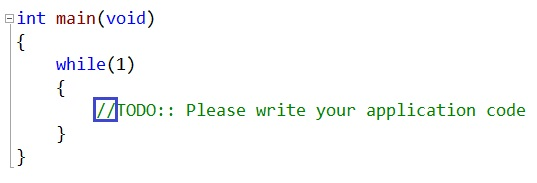 int main(void)
{
    while(1)
    {
        //TODO:: Please write your application code
    }
}